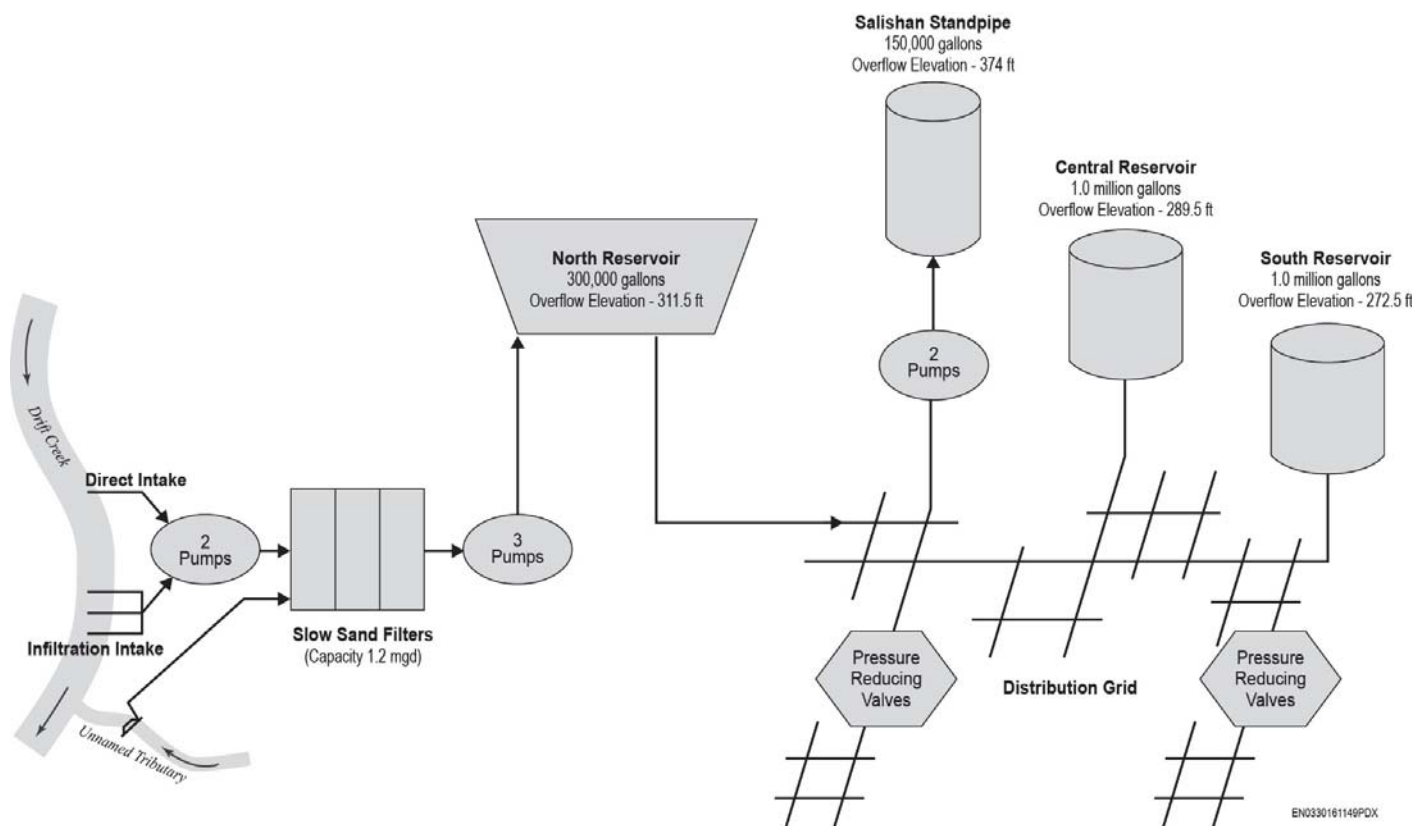 Salishan Standpipe
150,000 gallons
Overflow Elevation - 374 ft
Central Reservoir
1.0 million gallons
Overflow Elevation - 289.5 ft
North Reservoir
300,000 gallons
Overflow Elevation - 311.5 ft
South Reservoir
1.0 million gallons
Overflow Elevation - 272.5 ft
2
Pumps
Drift Creek
Direct Intake
2
Pumps
3
Pumps
Infiltration Intake
Slow Sand Filters
(Capacity 1.2 mgd)
Unnamed Tributary
Pressure
Reducing
Valves
Distribution Grid
Pressure
Reducing
Valves
EN0330161149PDX